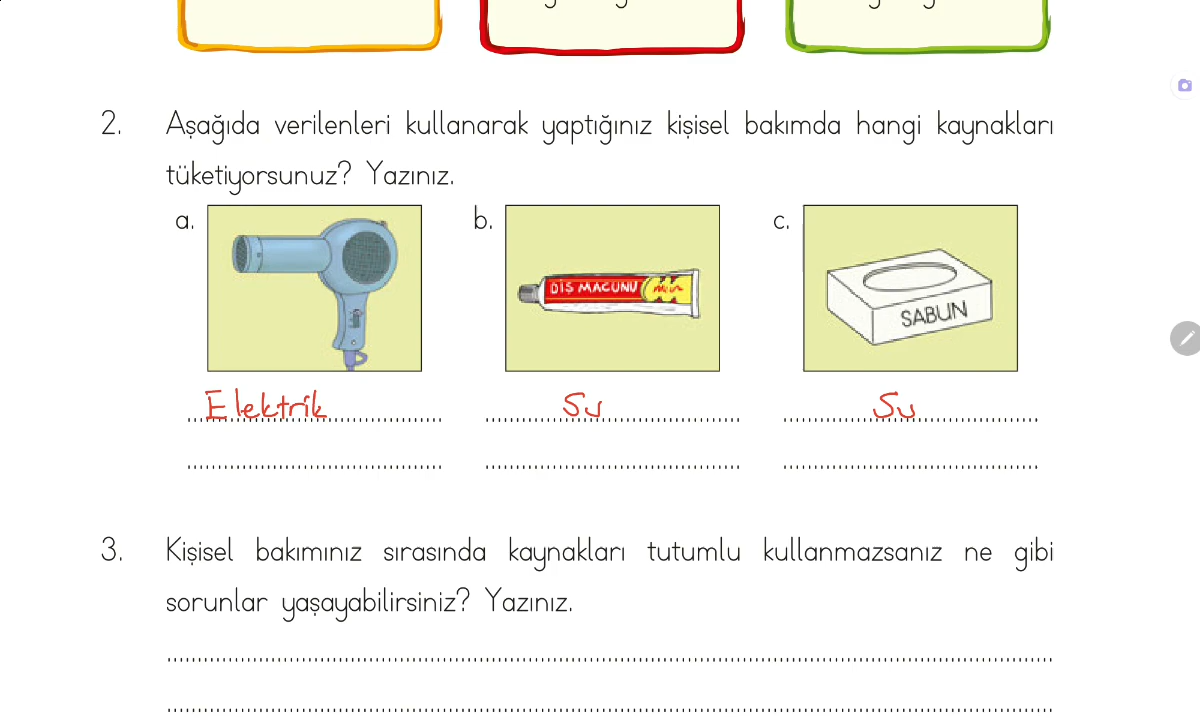 2. Aşağıda verilenleri kullanarak yaptığınız kişisel bakımda hangi kaynakları
tüketiyorsunuz? Yazınız.
a. b. c.
DİŞ MACUNU
SABUN
Elektrik Su Su
3. Kişisel bakımınız sırasında kaynakları tutumlu kullanmazsanız ne gibi
sorunlar yaşayabilirsiniz? Yazınız.